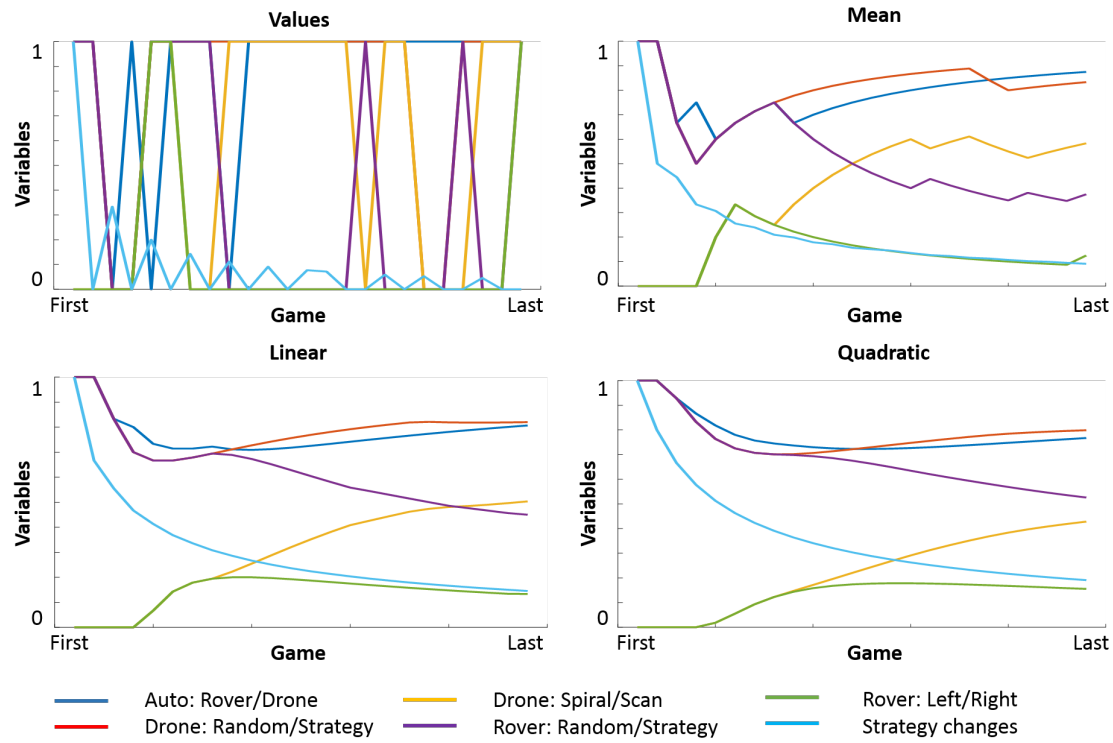 Values
Mean
1
Variables
0
First
Last
Game
1
Variables
0
First
Last
Game
Linear
Quadratic
1
Variables
0
First
Last
Game
1
Variables
0
First
Last
Game
Auto: Rover/Drone
Drone: Spiral/Scan
Rover: Left/Right
Drone: Random/Strategy
Rover: Random/Strategy
Strategy changes